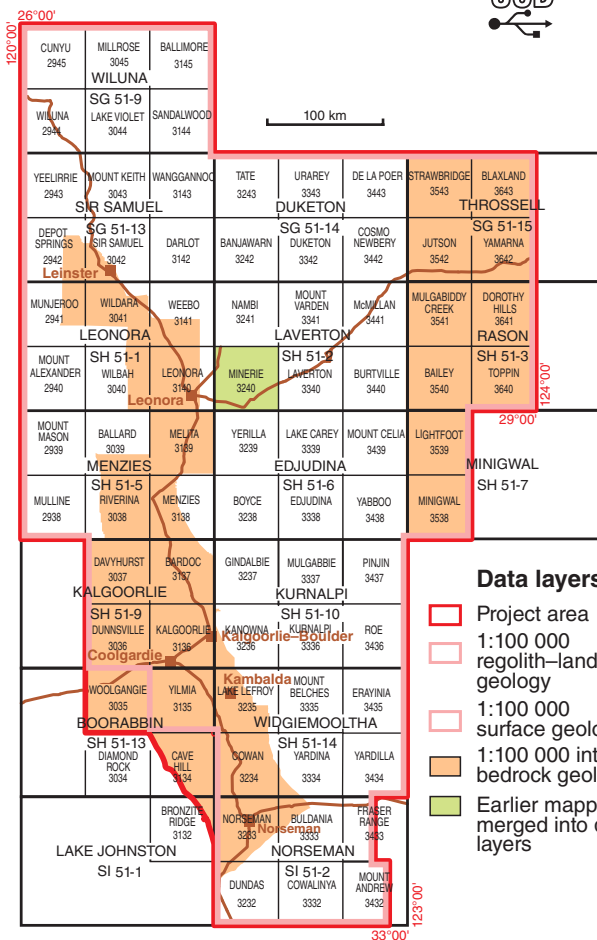 26°00'
120°00'
CUNYU MILLROSE BALLIMORE
2945 3045 3145
WILUNA
SG 51-9
WILUNA LAKE VIOLET SANDALWOOD
2944 3044 3144
100 km
YEELIRRIE MOUNT KEITH WANGGANNOO TATE URAREY DE LA POER STRAWBRIDGE BLAXLAND
2943 3043 3143 3243 3343 3443 3543 3643
SIR SAMUEL DUKETON THROSSELL
SG 51-13 SG 51-14 SG 51-15
DEPOT SPRINGS SIR SAMUEL DARLOT BANJAWARN DUKETON COSMO NEWBERY JUTSON YAMARNA
2942 3042 3142 3242 3342 3442 3542 3642
Leinster
MUNJEROO WILDARA WEEBO NAMBI MOUNT VARDEN McMILLAN MULGABIDDY CREEK DOROTHY HILLS
2941 3041 3141 3241 3341 3441 3541 3641
LEONORA LAVERTON RASON
SH 51-1 SH 51-2 SH 51-3
MOUNT ALEXANDER WILBAH LEONORA MINERIE LAVERTON BURTVILLE BAILEY TOPPIN
2940 3040 3140 3240 3340 3440 3540 3640
Leonora
124°00'
29°00'
MOUNT MASON BALLARD MELITA YERILLA LAKE CAREY MOUNT CELIA LIGHTFOOT
2939 3039 3139 3239 3339 3439 3539
MENZIES EDJUDINA MINIGWAL
SH 51-5 SH 51-6 SH 51-7
MULLINE RIVERINA MENZIES BOYCE EDJUDINA YABBOO MINIGWAL
2938 3038 3138 3238 3338 3438 3538
DAVYHURST BARDOC GINDALBIE MULGABBIE PINJIN
3037 3137 3237 3337 3437
KALGOORLIE KURNALPI
SH 51-9 SH 51-10
DUNNSVILLE KALGOORLIE KANOWNA KURNALPI ROE
3036 3136 3236 3336 3436
Kalgoorlie–Boulder
Coolgardie
Kambalda
WOOLGANGIE YILMIA LAKE LEFROY MOUNT BELCHES ERAYINIA
3035 3135 3235 3335 3435
BOORABBIN WIDGIEMOOLTHA
SH 51-13 SH 51-14
DIAMOND ROCK CAVE HILL COWAN YARDINA YARDILLA
3034 3134 3234 3334 3434
BRONZITE RIDGE NORSEMAN BULDANIA FRASER RANGE
3132 3233 3333 3433
Norseman
LAKE JOHNSTON NORSEMAN
SI 51-1 SI 51-2
DUNDAS COWALINYA MOUNT ANDREW
3232 3332 3432
123°00'
33°00'
Data layers
Project area
1:100 000
regolith–land
geology
1:100 000
surface geolo
1:100 000 int
bedrock geol
Earlier mapp
merged into
layers